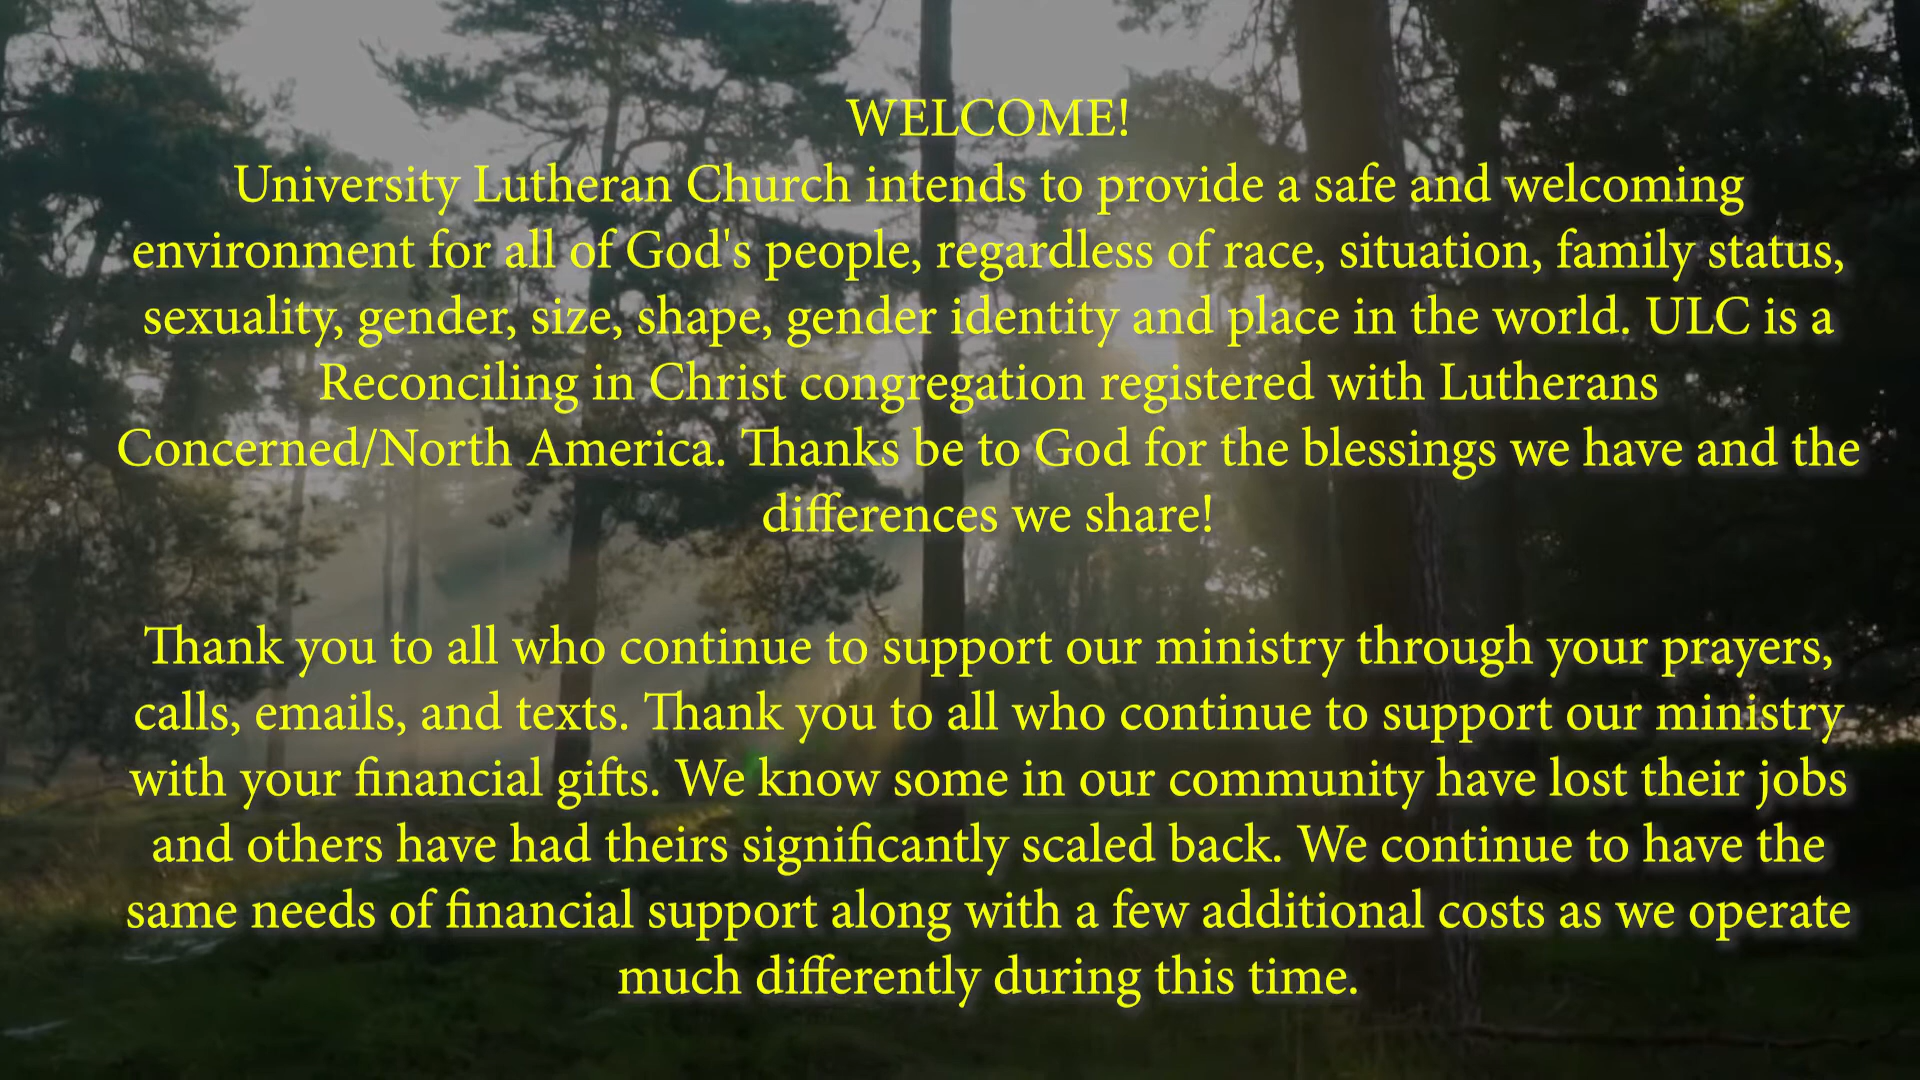 WELCOME!
University Lutheran Church intends to provide a safe and welcoming
environment for all of God's people, regardless of race, situation, family status,
sexuality, gender, size, shape, gender identity and place in the world. ULC is a
Reconciling in Christ congregation registered with Lutherans
Concerned/North America. Thanks be to God for the blessings we have and the
differences we share!
Thank you to all who continue to support our ministry through your prayers,
calls, emails, and texts. Thank you to all who continue to support our ministry
with your financial gifts. We know some in our community have lost their jobs
and others have had theirs significantly scaled back. We continue to have the
same needs of financial support along with a few additional costs as we operate
much differently during this time.